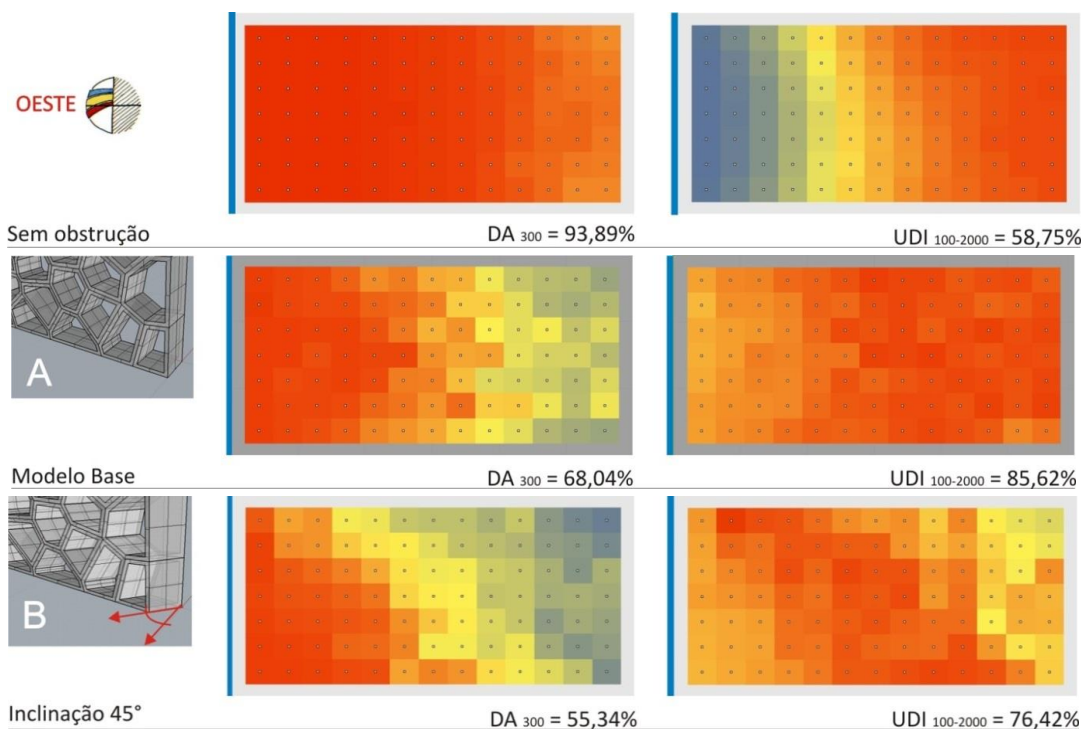 OESTE
Sem obstrução
DA 300 = 93,89%
UDI 100-2000 = 58,75%
A
Modelo Base
DA 300 = 68,04%
UDI 100-2000 = 85,62%
B
Inclinação 45°
DA 300 = 55,34%
UDI 100-2000 = 76,42%